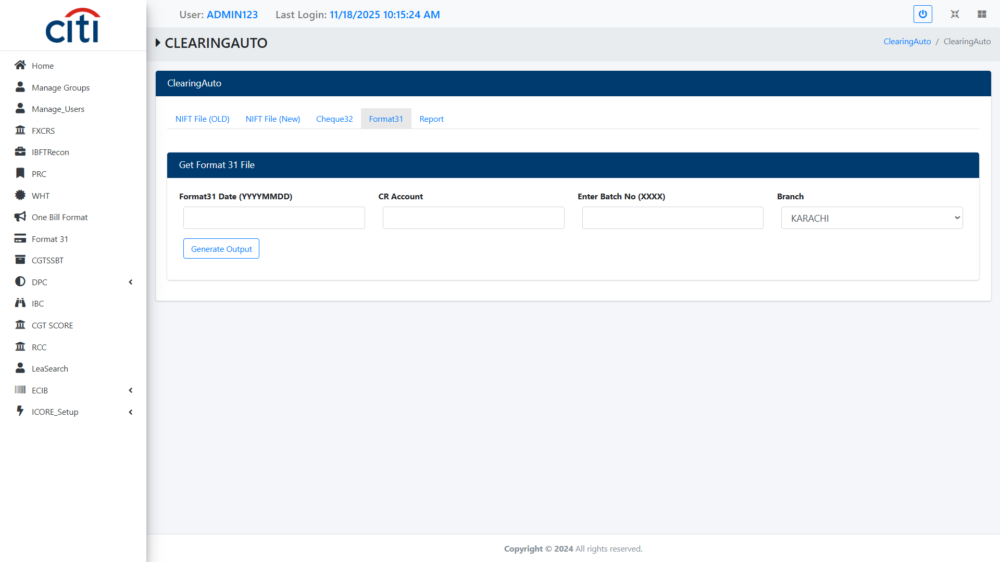 citi
User: ADMIN123 Last Login: 11/18/2025 10:15:24 AM
CLEARINGAUTO
ClearingAuto / ClearingAuto
Home
Manage Groups
Manage_Users
FXCRS
IBFTRecon
PRC
WHT
One Bill Format
Format 31
CGTSSBT
DPC
IBC
CGT SCORE
RCC
LeaSearch
ECIB
ICORE_Setup
ClearingAuto
NIFT File (OLD) NIFT File (New) Cheque32 Format31 Report
Get Format 31 File
Format31 Date (YYYYMMDD) CR Account Enter Batch No (XXXX) Branch
KARACHI
Generate Output
Copyright © 2024 All rights reserved.